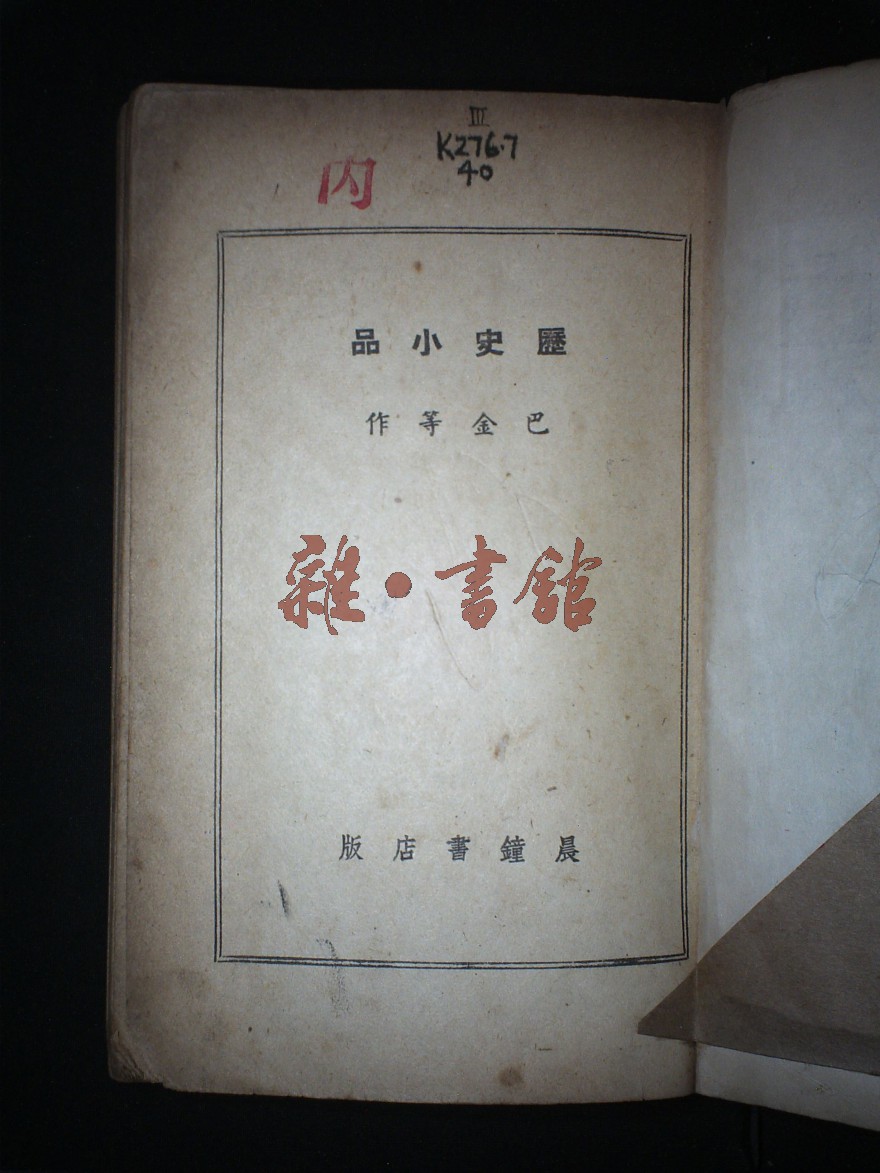 Ⅲ
K276.7
40
内
歷史小品
巴金等作
雜·書館
晨鐘書店版